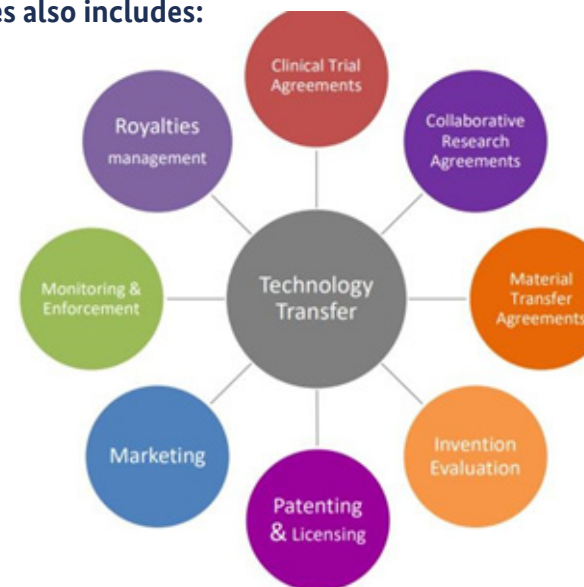 es also includes:
Clinical Trial
Agreements
Collaborative
Research
Agreements
Material
Transfer
Agreements
Invention
Evaluation
Patenting
& Licensing
Marketing
Monitoring &
Enforcement
Royalties
management
Technology
Transfer